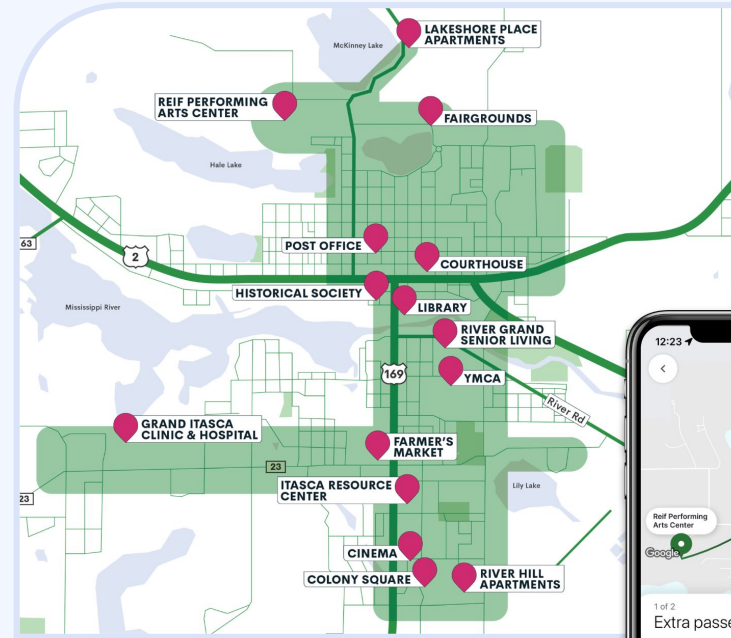 LAKESHORE PLACE
APARTMENTS
McKinney Lake
REIF PERFORMING
ARTS CENTER
FAIRGROUNDS
Hale Lake
POST OFFICE
63
2
COURTHOUSE
HISTORICAL SOCIETY
LIBRARY
Mississippi River
RIVER GRAND
SENIOR LIVING
169
YMCA
River Rd
GRAND ITASCA
CLINIC & HOSPITAL
FARMER'S
MARKET
23
ITASCA RESOURCE
CENTER
Lily Lake
23
CINEMA
COLONY SQUARE
RIVER HILL
APARTMENTS
12:23
Reif Performing
Arts Center
Google
1 of 2
Extra passe